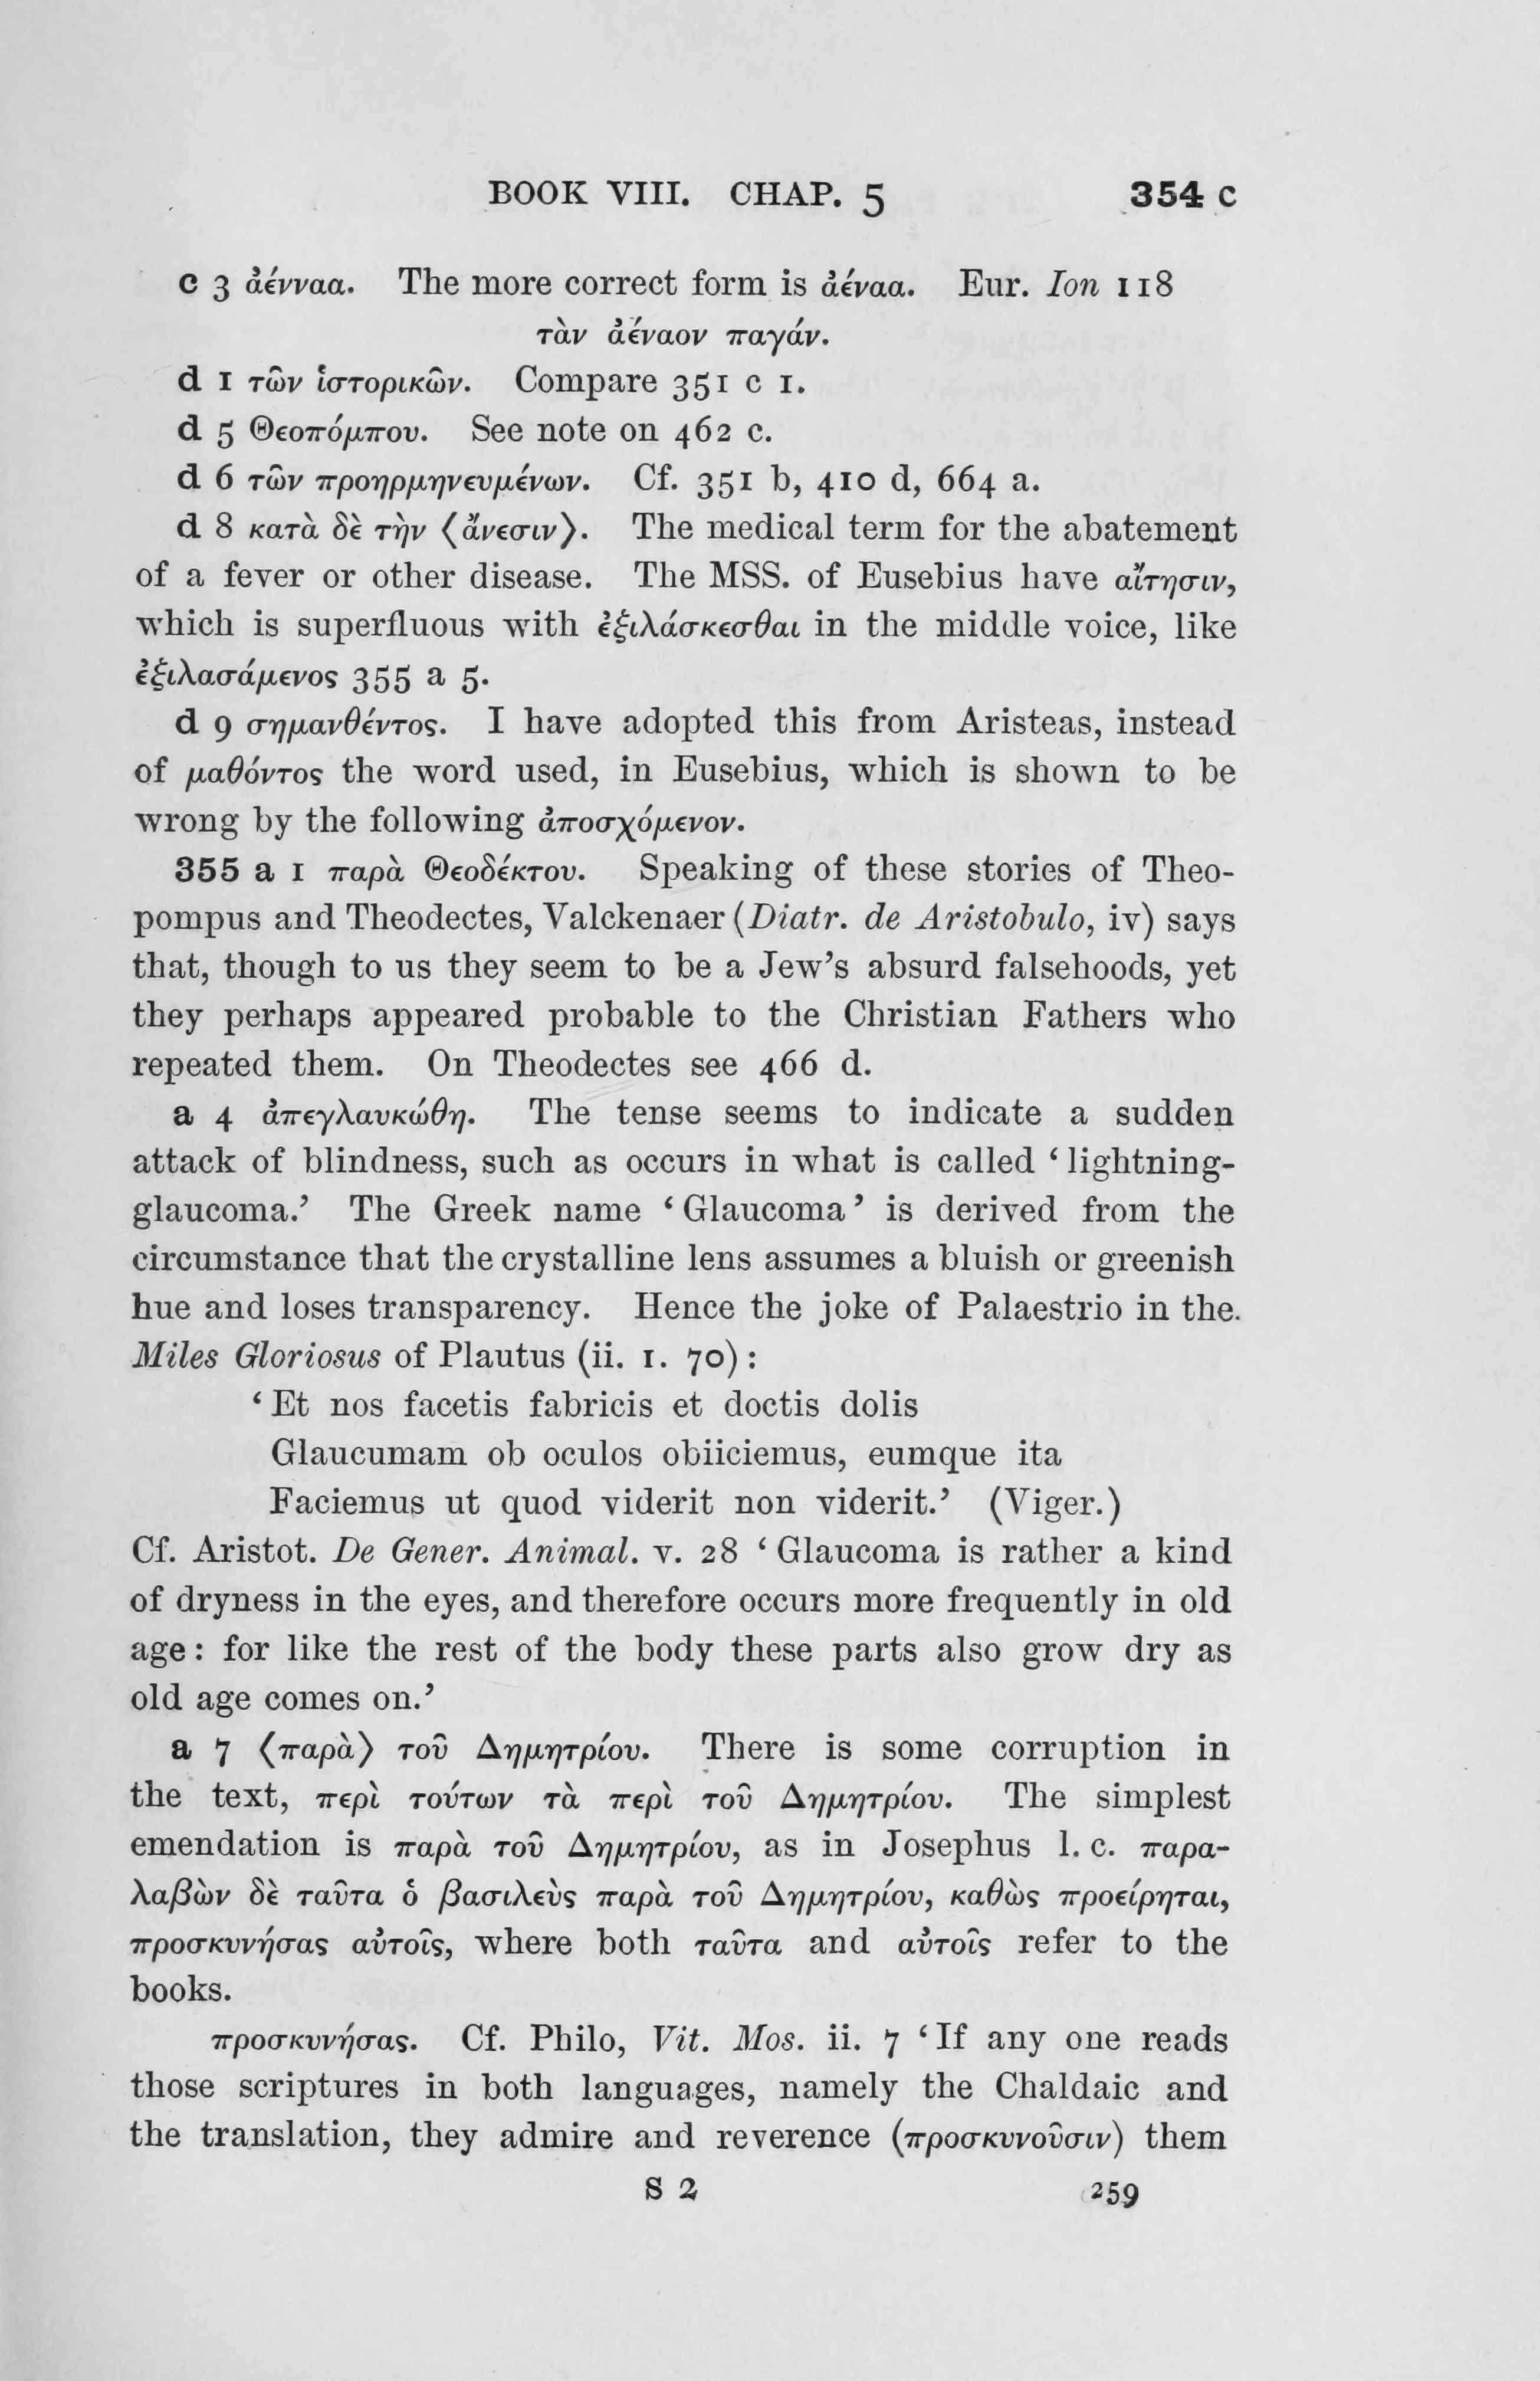 BOOK VIII. CHAP. 5 354 c
c 3 ἀένναα. The more correct form is ἀέναα. Eur. Ion 118
τὰν ἀέναον παγάν.
d 1 τῶν ἱστορικῶν. Compare 351 c 1.
d 5 Θεοπόμπου. See note on 462 c.
d 6 τῶν προηρμηνευμένων. Cf. 351 b, 410 d, 664 a.
d 8 κατὰ δὲ τὴν ⟨ἄνεσιν⟩. The medical term for the abatement
of a fever or other disease. The MSS. of Eusebius have αἴτησιν,
which is superfluous with ἐξιλάσκεσθαι in the middle voice, like
ἐξιλασάμενος 355 a 5.
d 9 σημανθέντος. I have adopted this from Aristeas, instead
of μαθόντος the word used, in Eusebius, which is shown to be
wrong by the following ἀποσχόμενον.
355 a 1 παρὰ Θεοδέκτου. Speaking of these stories of Theo-
pompus and Theodectes, Valckenaer (Diatr. de Aristobulo, iv) says
that, though to us they seem to be a Jew's absurd falsehoods, yet
they perhaps appeared probable to the Christian Fathers who
repeated them. On Theodectes see 466 d.
a 4 ἀπεγλαυκώθη. The tense seems to indicate a sudden
attack of blindness, such as occurs in what is called ‘lightning-
glaucoma.’ The Greek name ‘Glaucoma’ is derived from the
circumstance that the crystalline lens assumes a bluish or greenish
hue and loses transparency. Hence the joke of Palaestrio in the
Miles Gloriosus of Plautus (ii. 1. 70):
‘Et nos facetis fabricis et doctis dolis
Glaucumam ob oculos obiiciemus, eumque ita
Faciemus ut quod viderit non viderit.’ (Viger.)
Cf. Aristot. De Gener. Animal. v. 28 ‘Glaucoma is rather a kind
of dryness in the eyes, and therefore occurs more frequently in old
age: for like the rest of the body these parts also grow dry as
old age comes on.’
a 7 ⟨παρὰ⟩ τοῦ Δημητρίου. There is some corruption in
the text, περὶ τούτων τὰ περὶ τοῦ Δημητρίου. The simplest
emendation is παρὰ τοῦ Δημητρίου, as in Josephus l. c. παρα-
λαβὼν δὲ ταῦτα ὁ βασιλεὺς παρὰ τοῦ Δημητρίου, καθὼς προείρηται,
προσκυνήσας αὐτοῖς, where both ταῦτα and αὐτοῖς refer to the
books.
προσκυνήσας. Cf. Philo, Vit. Mos. ii. 7 ‘If any one reads
those scriptures in both languages, namely the Chaldaic and
the translation, they admire and reverence (προσκυνοῦσιν) them
S 2 259